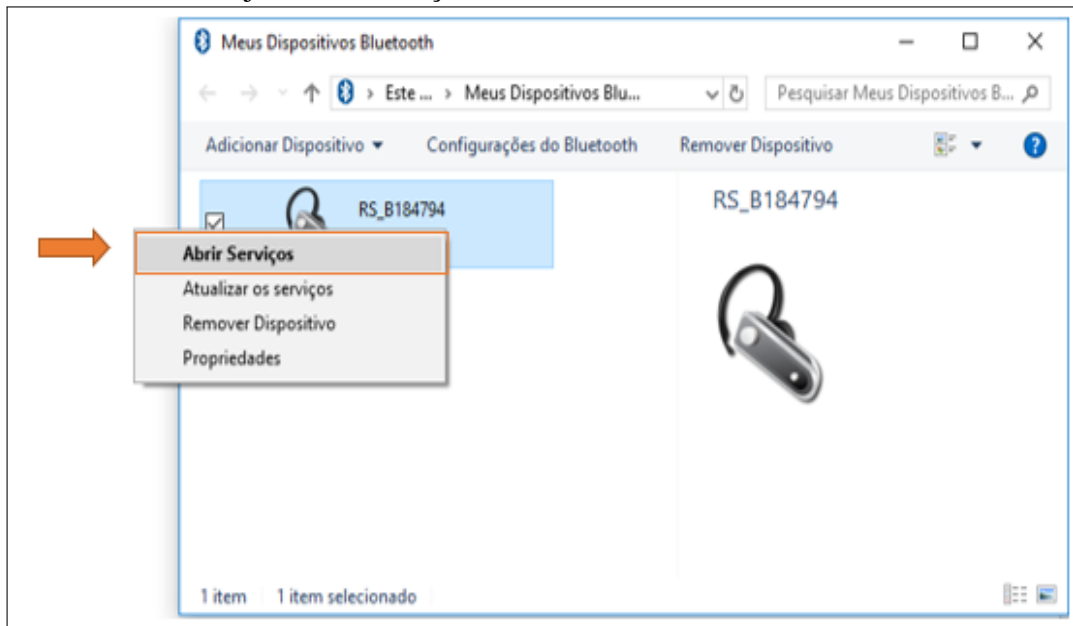 Meus Dispositivos Bluetooth
Este ... > Meus Dispositivos Blu...
Pesquisar Meus Dispositivos B...
Adicionar Dispositivo
Configurações do Bluetooth
Remover Dispositivo
RS_B184794
RS_B184794
Abrir Serviços
Atualizar os serviços
Remover Dispositivo
Propriedades
1 item
1 item selecionado